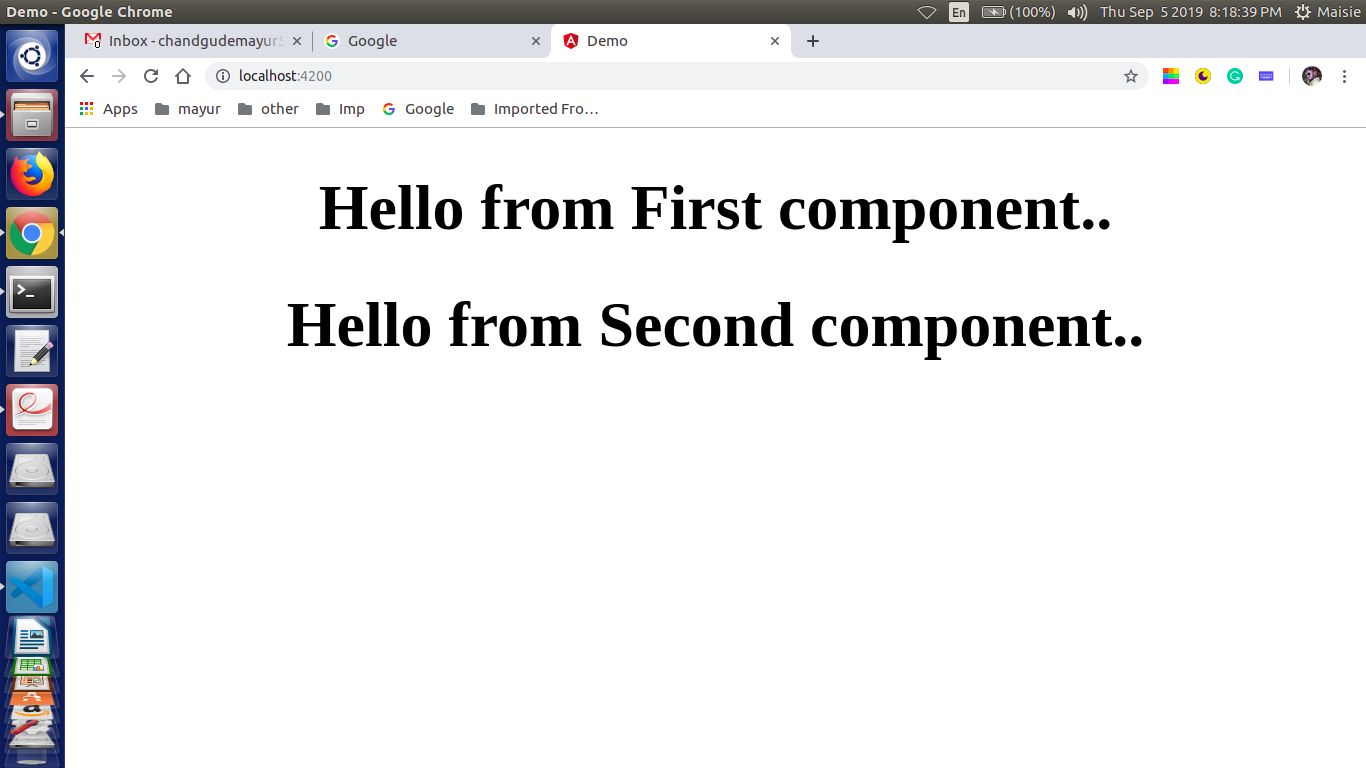 Demo - Google Chrome
En (100%) Thu Sep 5 2019 8:18:39 PM Maisie
Inbox - chandgudemayur Google Demo
localhost:4200
Apps mayur other Imp Google Imported Fro…
Hello from First component..
Hello from Second component..